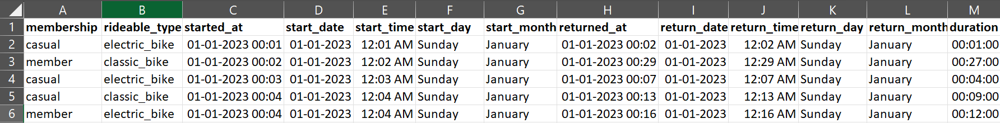 A B C D E F G H I J K L M
1 membership rideable_type started_at start_date start_time start_day start_month returned_at return_date return_time return_day return_month duration
2 casual electric_bike 01-01-2023 00:01 01-01-2023 12:01 AM Sunday January 01-01-2023 00:02 01-01-2023 12:02 AM Sunday January 00:01:00
3 member classic_bike 01-01-2023 00:02 01-01-2023 12:02 AM Sunday January 01-01-2023 00:29 01-01-2023 12:29 AM Sunday January 00:27:00
4 casual electric_bike 01-01-2023 00:03 01-01-2023 12:03 AM Sunday January 01-01-2023 00:07 01-01-2023 12:07 AM Sunday January 00:04:00
5 casual classic_bike 01-01-2023 00:04 01-01-2023 12:04 AM Sunday January 01-01-2023 00:13 01-01-2023 12:13 AM Sunday January 00:09:00
6 member electric_bike 01-01-2023 00:04 01-01-2023 12:04 AM Sunday January 01-01-2023 00:16 01-01-2023 12:16 AM Sunday January 00:12:00